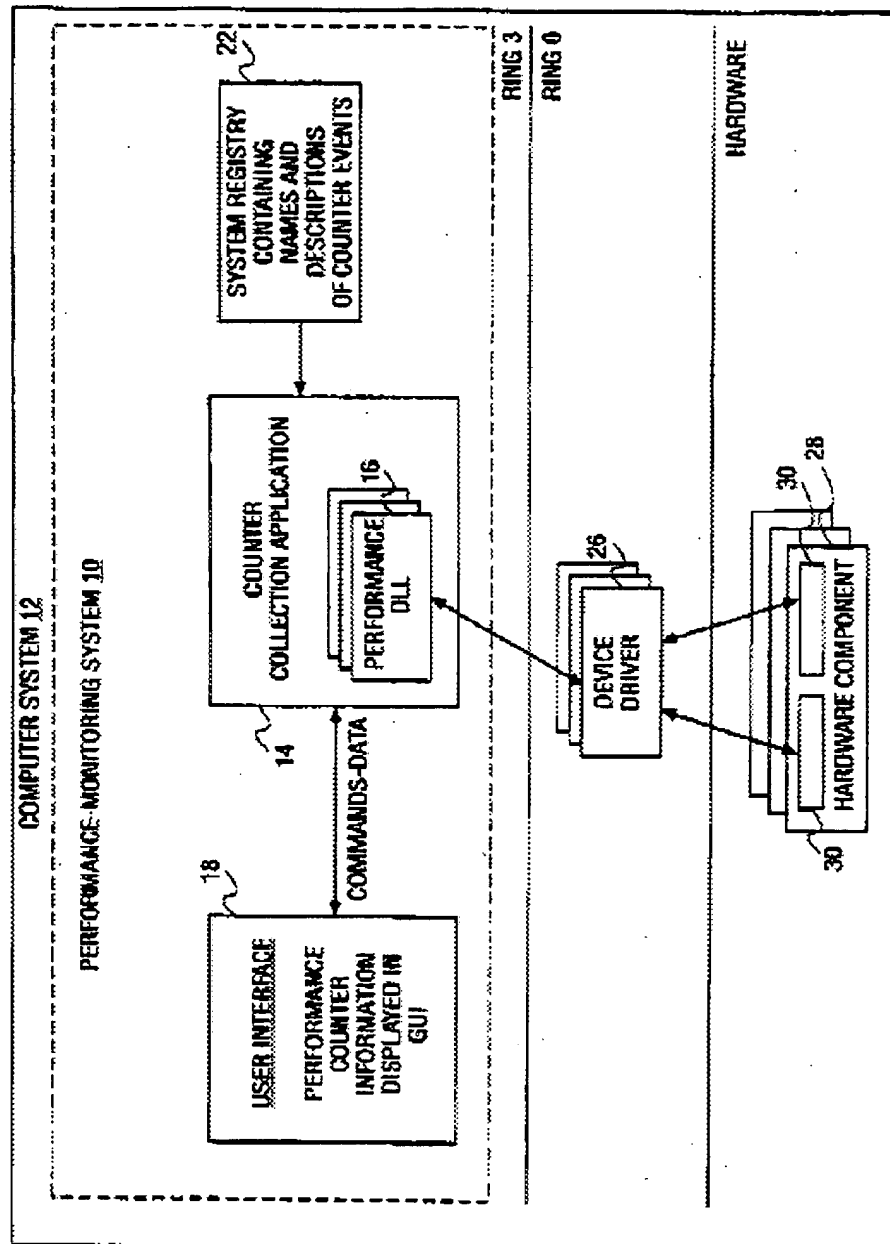 COMPUTER SYSTEM 12
PERFORMANCE-MONITORING SYSTEM 10
18
USER INTERFACE
PERFORMANCE
COUNTER
INFORMATION
DISPLAYED IN
GUI
COMMANDS-DATA
14
COUNTER
COLLECTION APPLICATION
16
PERFORMANCE
DLL
22
SYSTEM REGISTRY
CONTAINING
NAMES AND
DESCRIPTIONS
OF COUNTER EVENTS
RING 3
RING 0
26
DEVICE
DRIVER
HARDWARE
30
30
28
HARDWARE COMPONENT